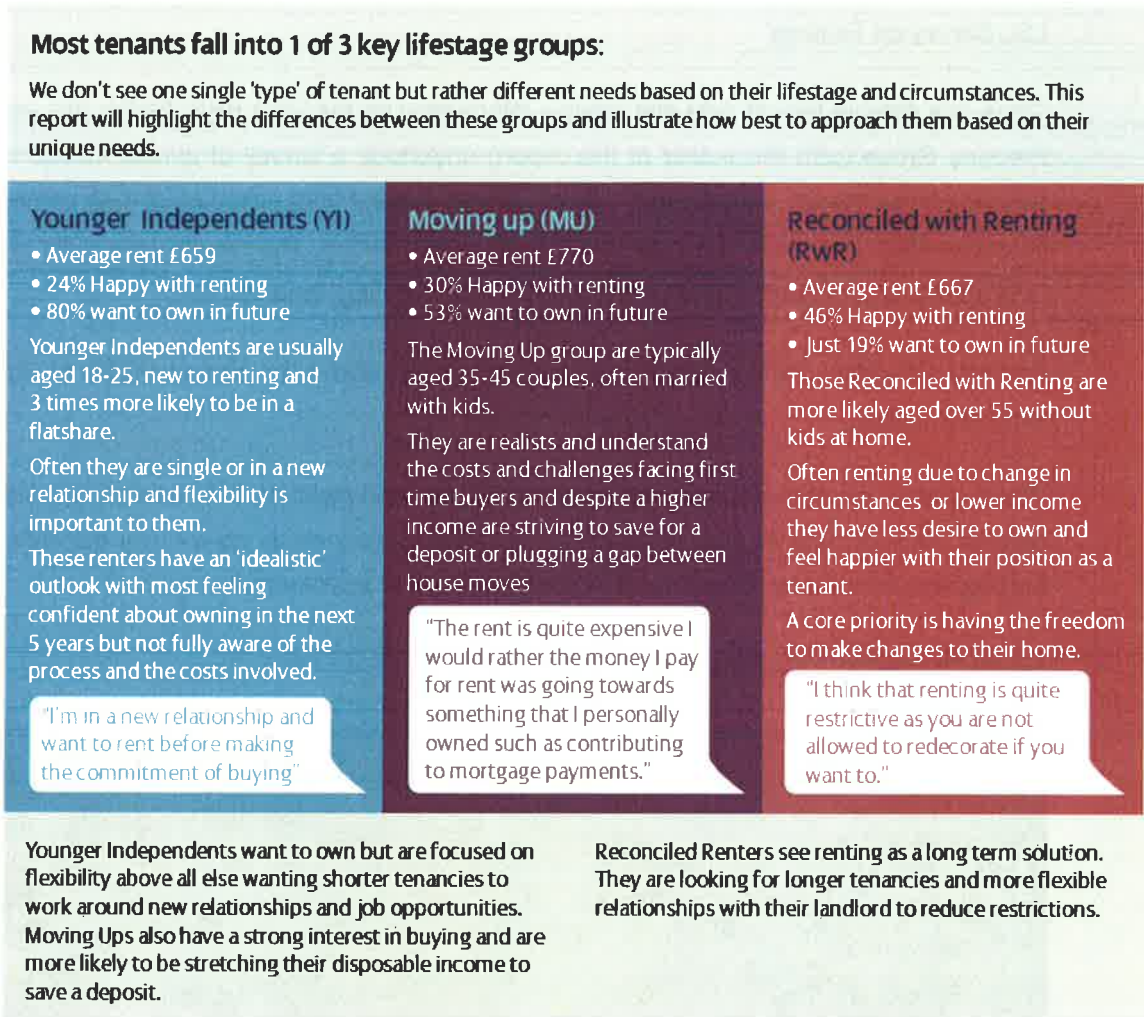 Most tenants fall into 1 of 3 key lifestage groups:
We don't see one single 'type' of tenant but rather different needs based on their lifestage and circumstances. This
report will highlight the differences between these groups and illustrate how best to approach them based on their
unique needs.
Younger Independents (YI)
• Average rent £659
• 24% Happy with renting
• 80% want to own in future
Younger Independents are usually
aged 18-25, new to renting and
3 times more likely to be in a
flatshare.
Often they are single or in a new
relationship and flexibility is
important to them.
These renters have an 'idealistic'
outlook with most feeling
confident about owning in the next
5 years but not fully aware of the
process and the costs involved.
"I'm in a new relationship and
want to rent before making
the commitment of buying"
Moving up (MU)
• Average rent £770
• 30% Happy with renting
• 53% want to own in future
The Moving Up group are typically
aged 35-45 couples, often married
with kids.
They are realists and understand
the costs and challenges facing first
time buyers and despite a higher
income are striving to save for a
deposit or plugging a gap between
house moves
"The rent is quite expensive I
would rather the money I pay
for rent was going towards
something that I personally
owned such as contributing
to mortgage payments."
Reconciled with Renting
(RwR)
• Average rent £667
• 46% Happy with renting
• Just 19% want to own in future
Those Reconciled with Renting are
more likely aged over 55 without
kids at home.
Often renting due to change in
circumstances or lower income
they have less desire to own and
feel happier with their position as a
tenant.
A core priority is having the freedom
to make changes to their home.
"I think that renting is quite
restrictive as you are not
allowed to redecorate if you
want to."
Younger Independents want to own but are focused on
flexibility above all else wanting shorter tenancies to
work around new relationships and job opportunities.
Moving Ups also have a strong interest in buying and are
more likely to be stretching their disposable income to
save a deposit.
Reconciled Renters see renting as a long term solution.
They are looking for longer tenancies and more flexible
relationships with their landlord to reduce restrictions.